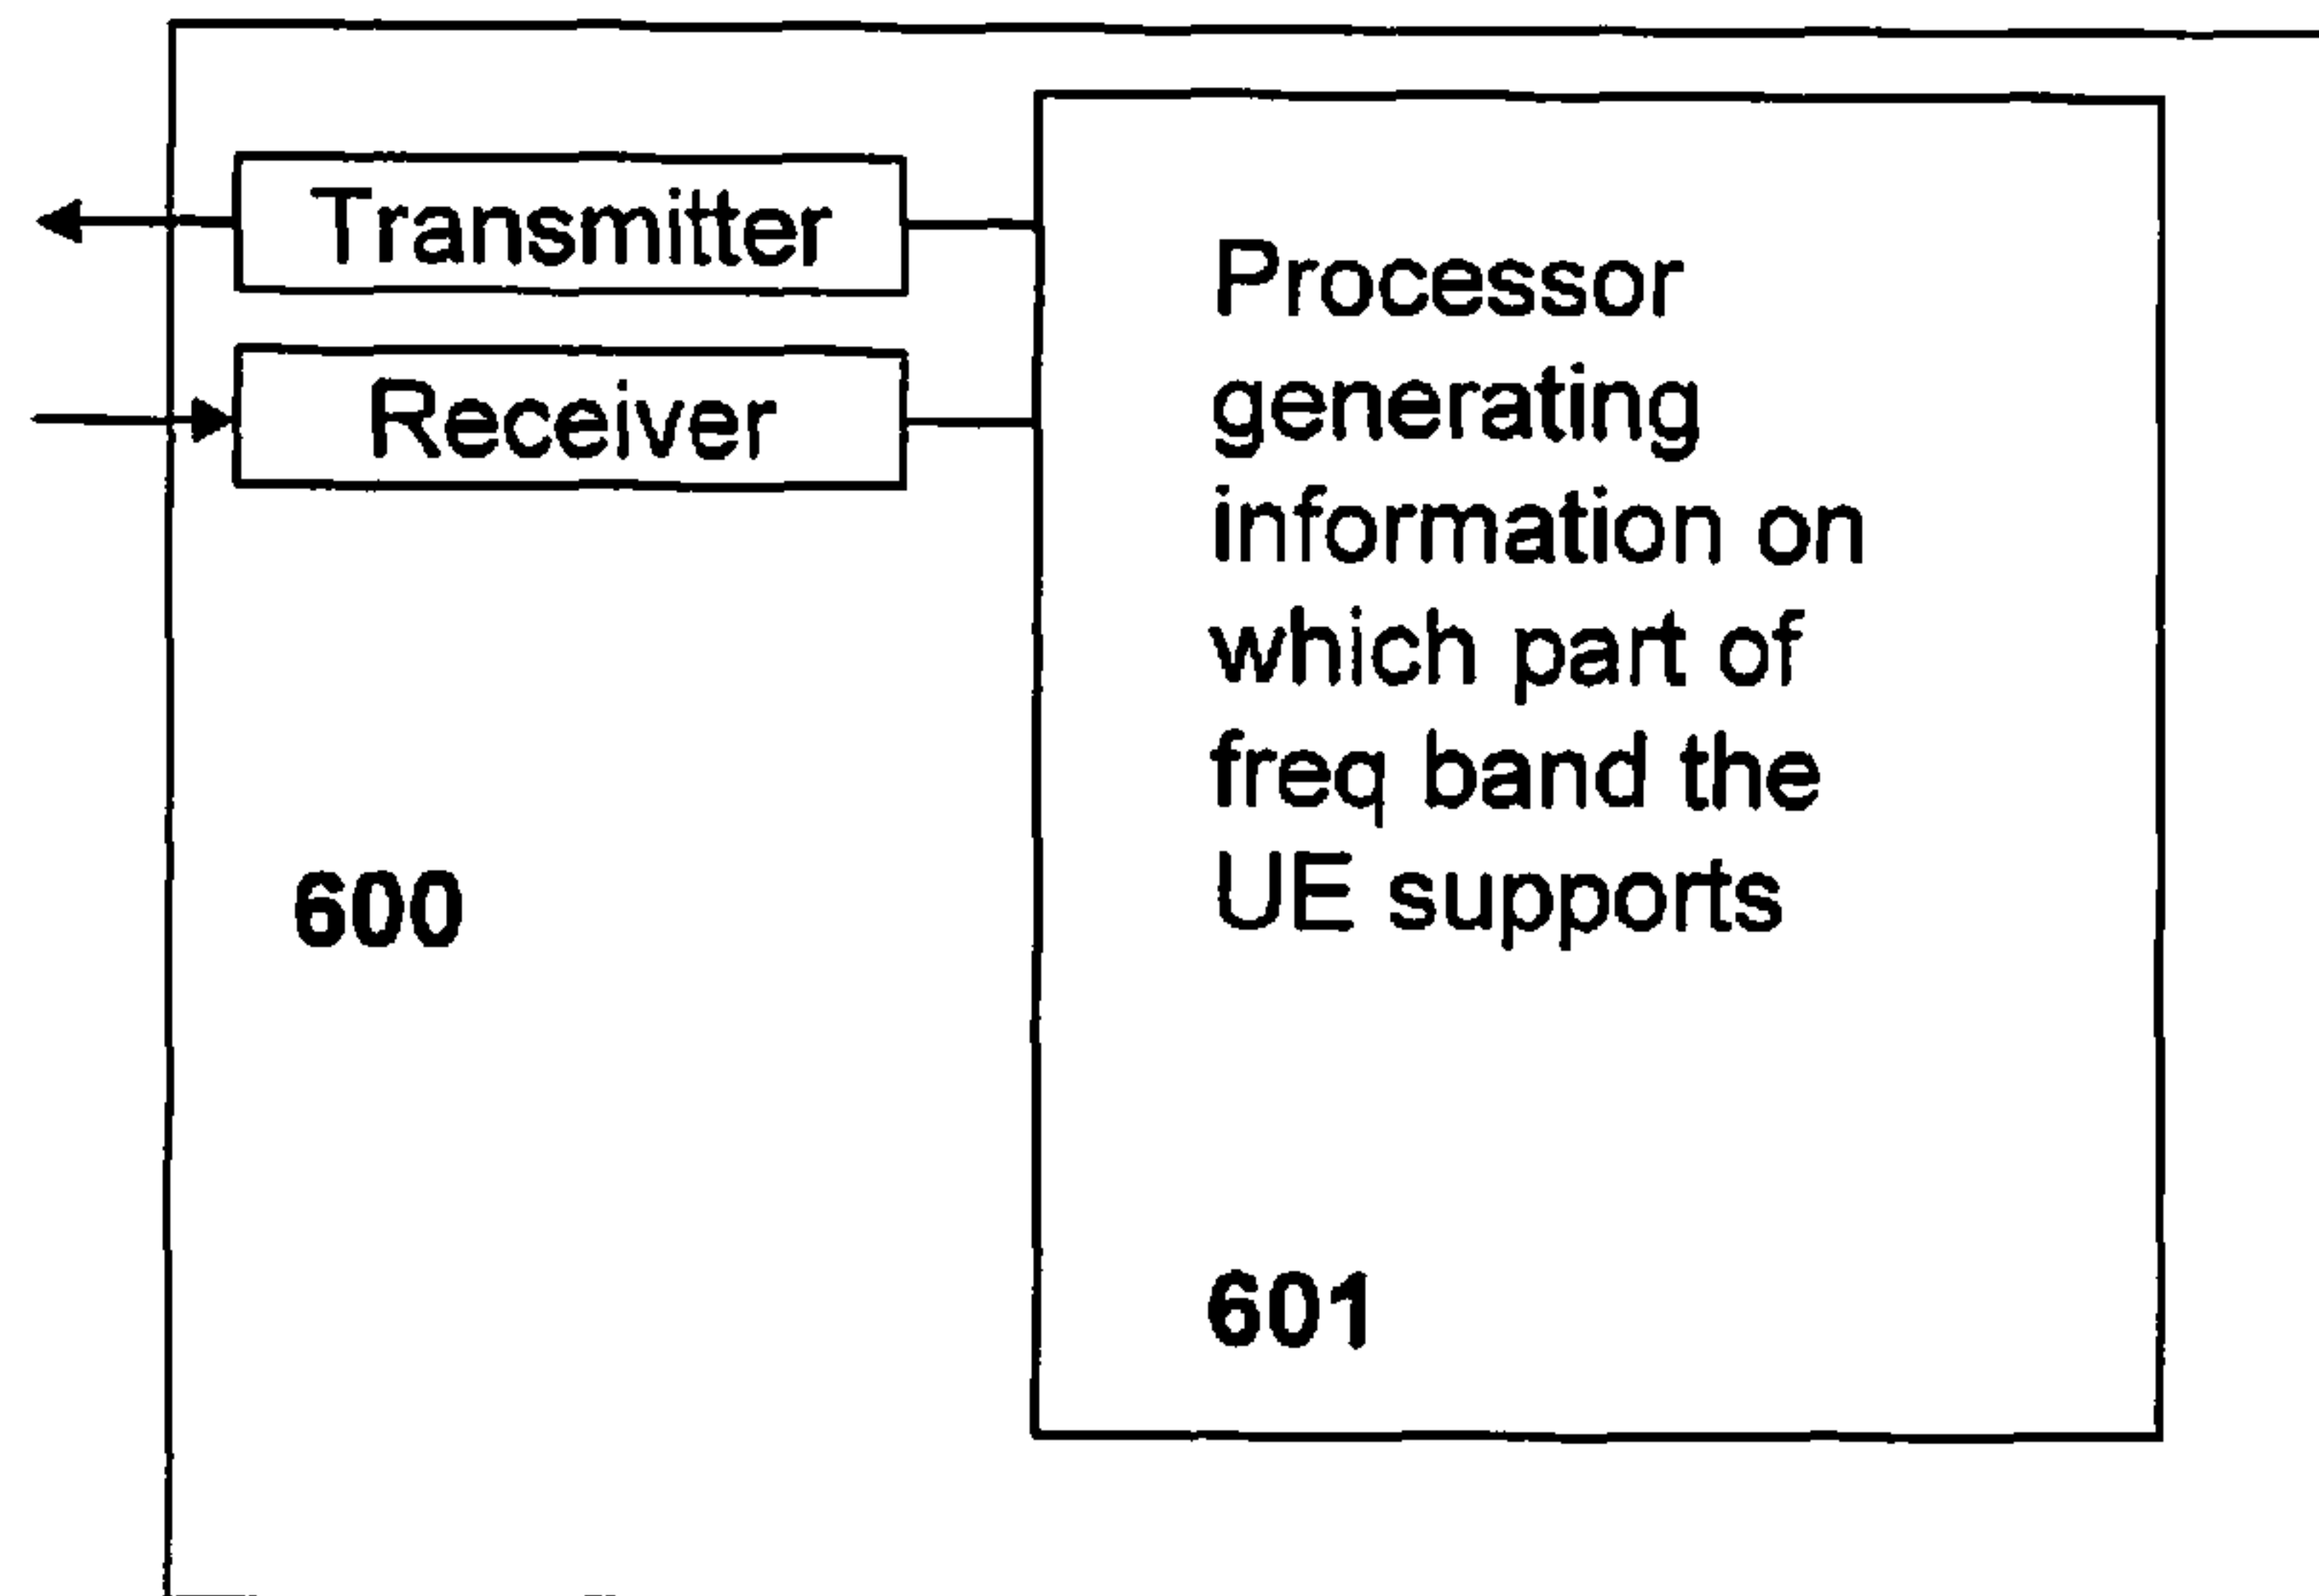 Transmitter
Receiver
Processor
generating
information on
which part of
freq band the
UE supports
600
601